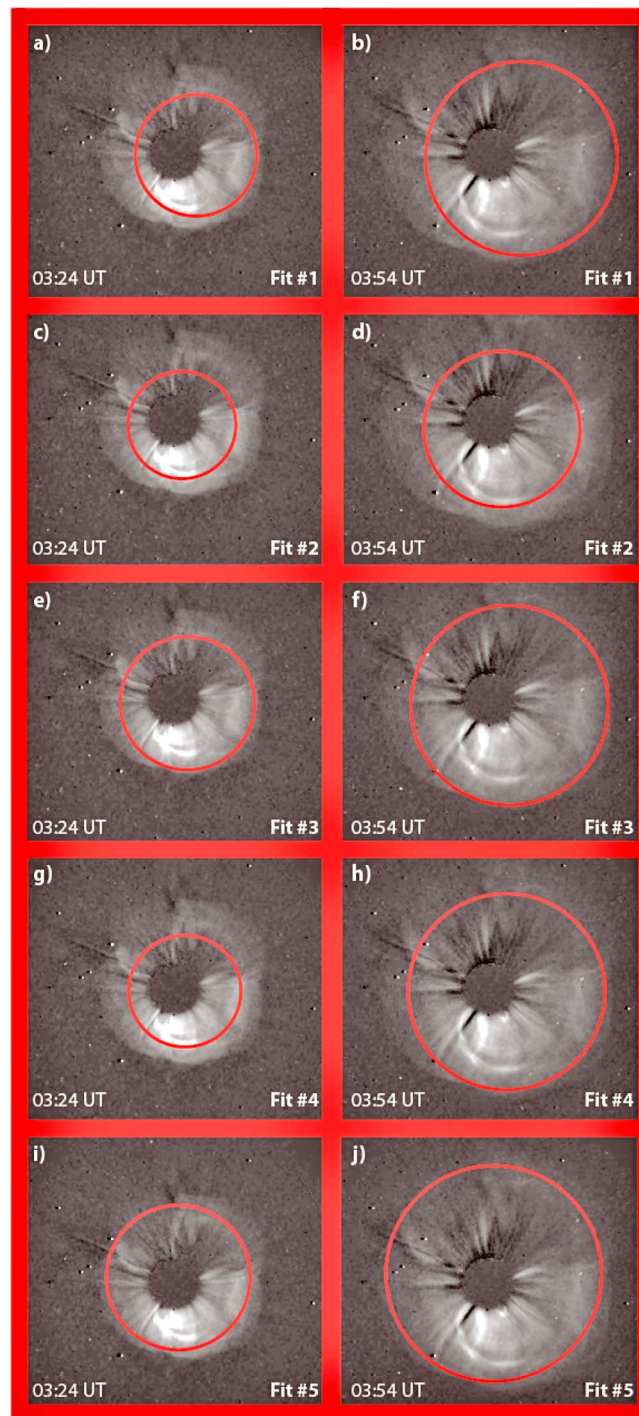 a)
03:24 UT Fit #1
b)
03:54 UT Fit #1
c)
03:24 UT Fit #2
d)
03:54 UT Fit #2
e)
03:24 UT Fit #3
f)
03:54 UT Fit #3
g)
03:24 UT Fit #4
h)
03:54 UT Fit #4
i)
03:24 UT Fit #5
j)
03:54 UT Fit #5